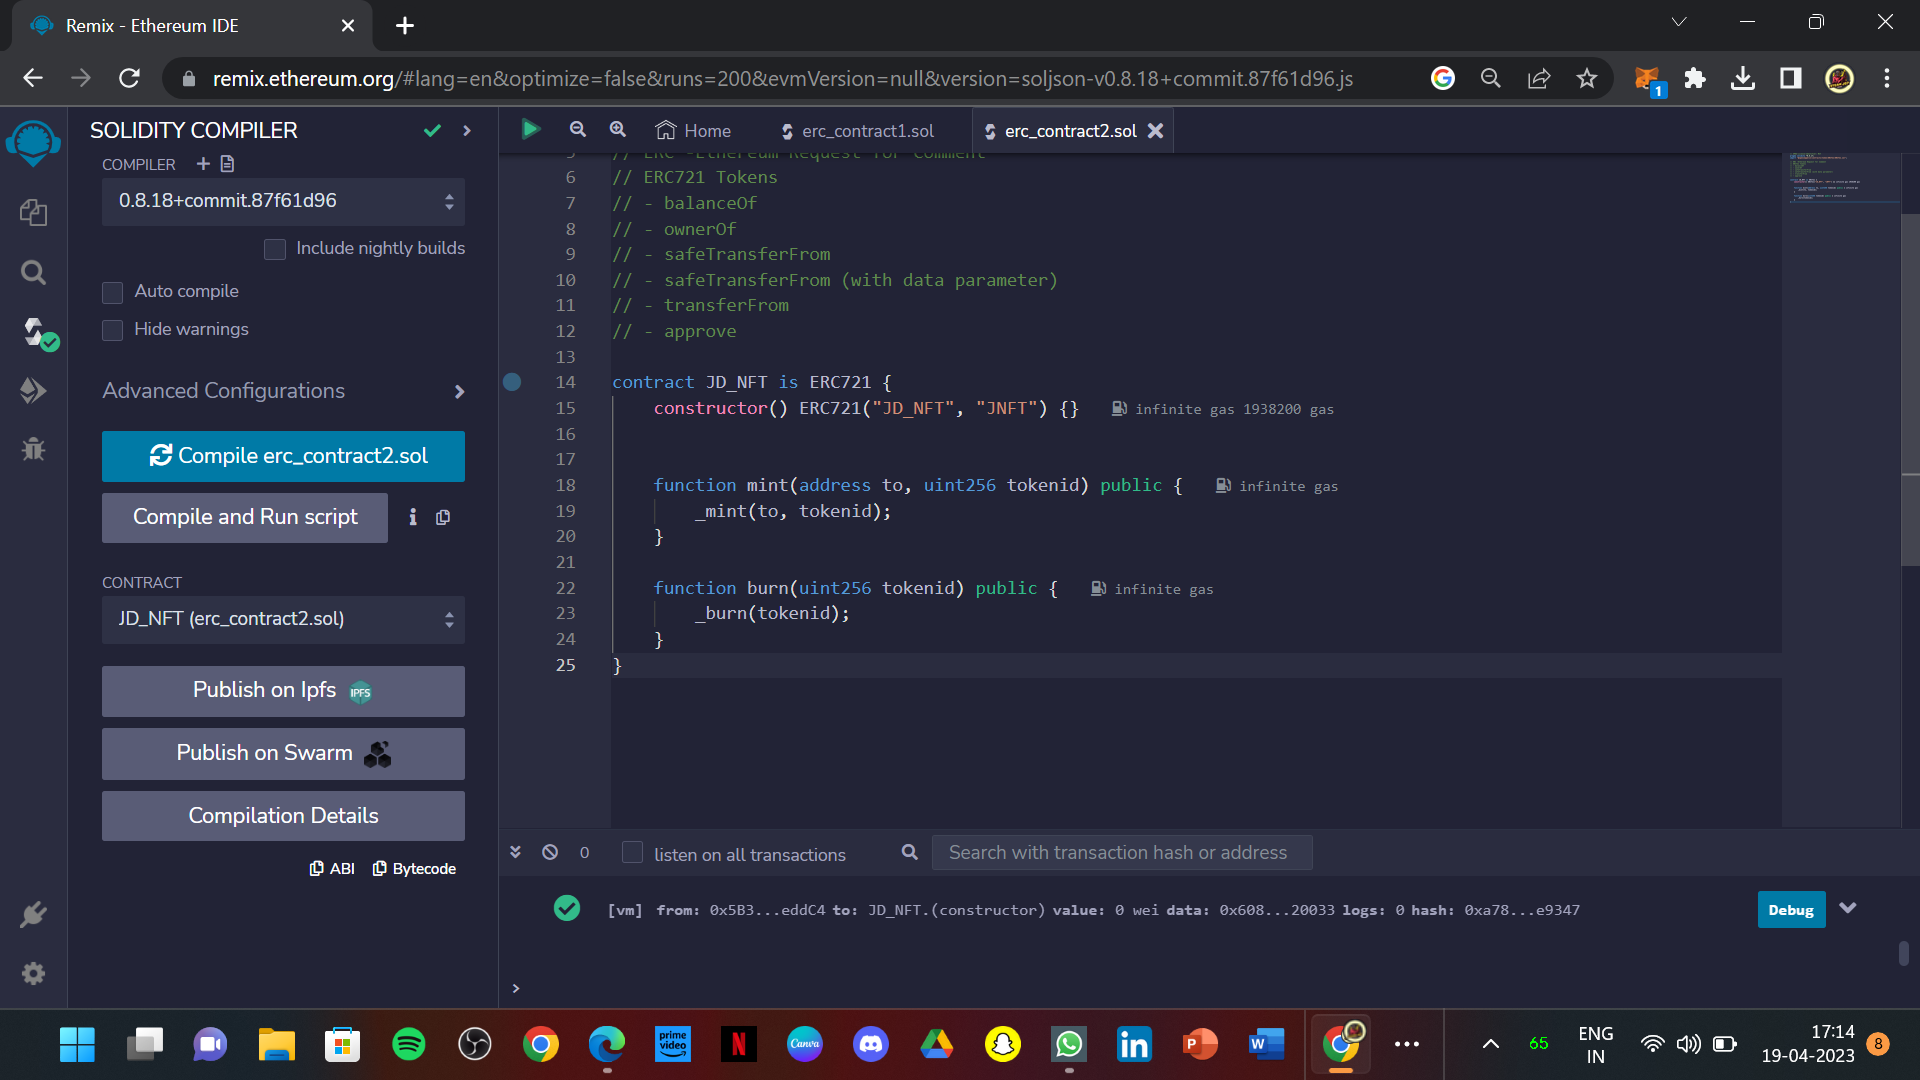 Remix - Ethereum IDE
remix.ethereum.org/#lang=en&optimize=false&runs=200&evmVersion=null&version=soljson-v0.8.18+commit.87f61d96.js
1
SOLIDITY COMPILER
COMPILER
0.8.18+commit.87f61d96
Include nightly builds
Auto compile
Hide warnings
Advanced Configurations
Compile erc_contract2.sol
Compile and Run script
CONTRACT
JD_NFT (erc_contract2.sol)
Publish on Ipfs IPFS
Publish on Swarm
Compilation Details
ABI Bytecode
Home erc_contract1.sol erc_contract2.sol
5 // ERC -Ethereum Request for Comment
6 // ERC721 Tokens
7 // - balanceOf
8 // - ownerOf
9 // - safeTransferFrom
10 // - safeTransferFrom (with data parameter)
11 // - transferFrom
12 // - approve
13
14 contract JD_NFT is ERC721 {
15 constructor() ERC721("JD_NFT", "JNFT") {} infinite gas 1938200 gas
16
17
18 function mint(address to, uint256 tokenid) public { infinite gas
19 _mint(to, tokenid);
20 }
21
22 function burn(uint256 tokenid) public { infinite gas
23 _burn(tokenid);
24 }
25 }
0 listen on all transactions Search with transaction hash or address
[vm] from: 0x5B3...eddC4 to: JD_NFT.(constructor) value: 0 wei data: 0x608...20033 logs: 0 hash: 0xa78...e9347 Debug
>
prime video N Canva in P W 65 ENG IN 17:14 19-04-2023 8